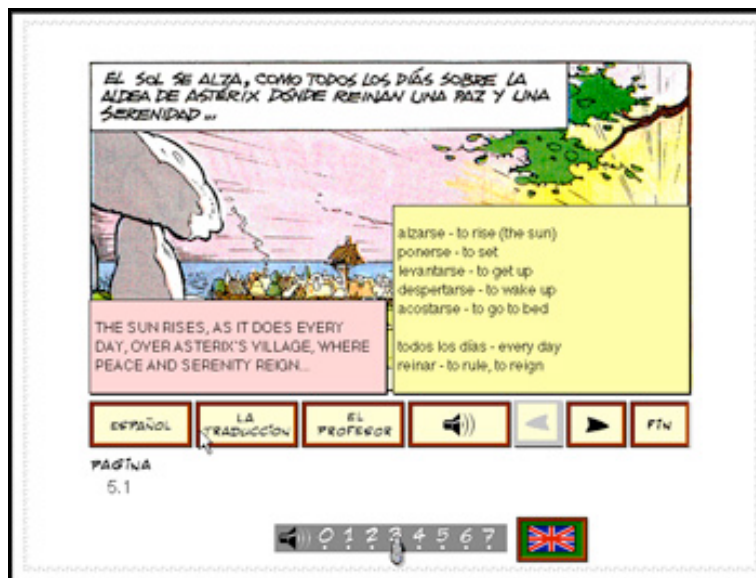 EL SOL SE ALZA, COMO TODOS LOS DÍAS SOBRE LA
ALDEA DE ASTÉRIX DÓNDE REINAN UNA PAZ Y UNA
SERENIDAD...
alzarse - to rise (the sun)
ponerse - to set
levantarse - to get up
despertarse - to wake up
acostarse - to go to bed
todos los días - every day
reinar - to rule, to reign
THE SUN RISES, AS IT DOES EVERY
DAY, OVER ASTERIX'S VILLAGE, WHERE
PEACE AND SERENITY REIGN...
ESPAÑOL
LA
TRADUCCIÓN
EL
PROFESOR
FIN
PAGINA
5.1
0 1 2 3 4 5 6 7